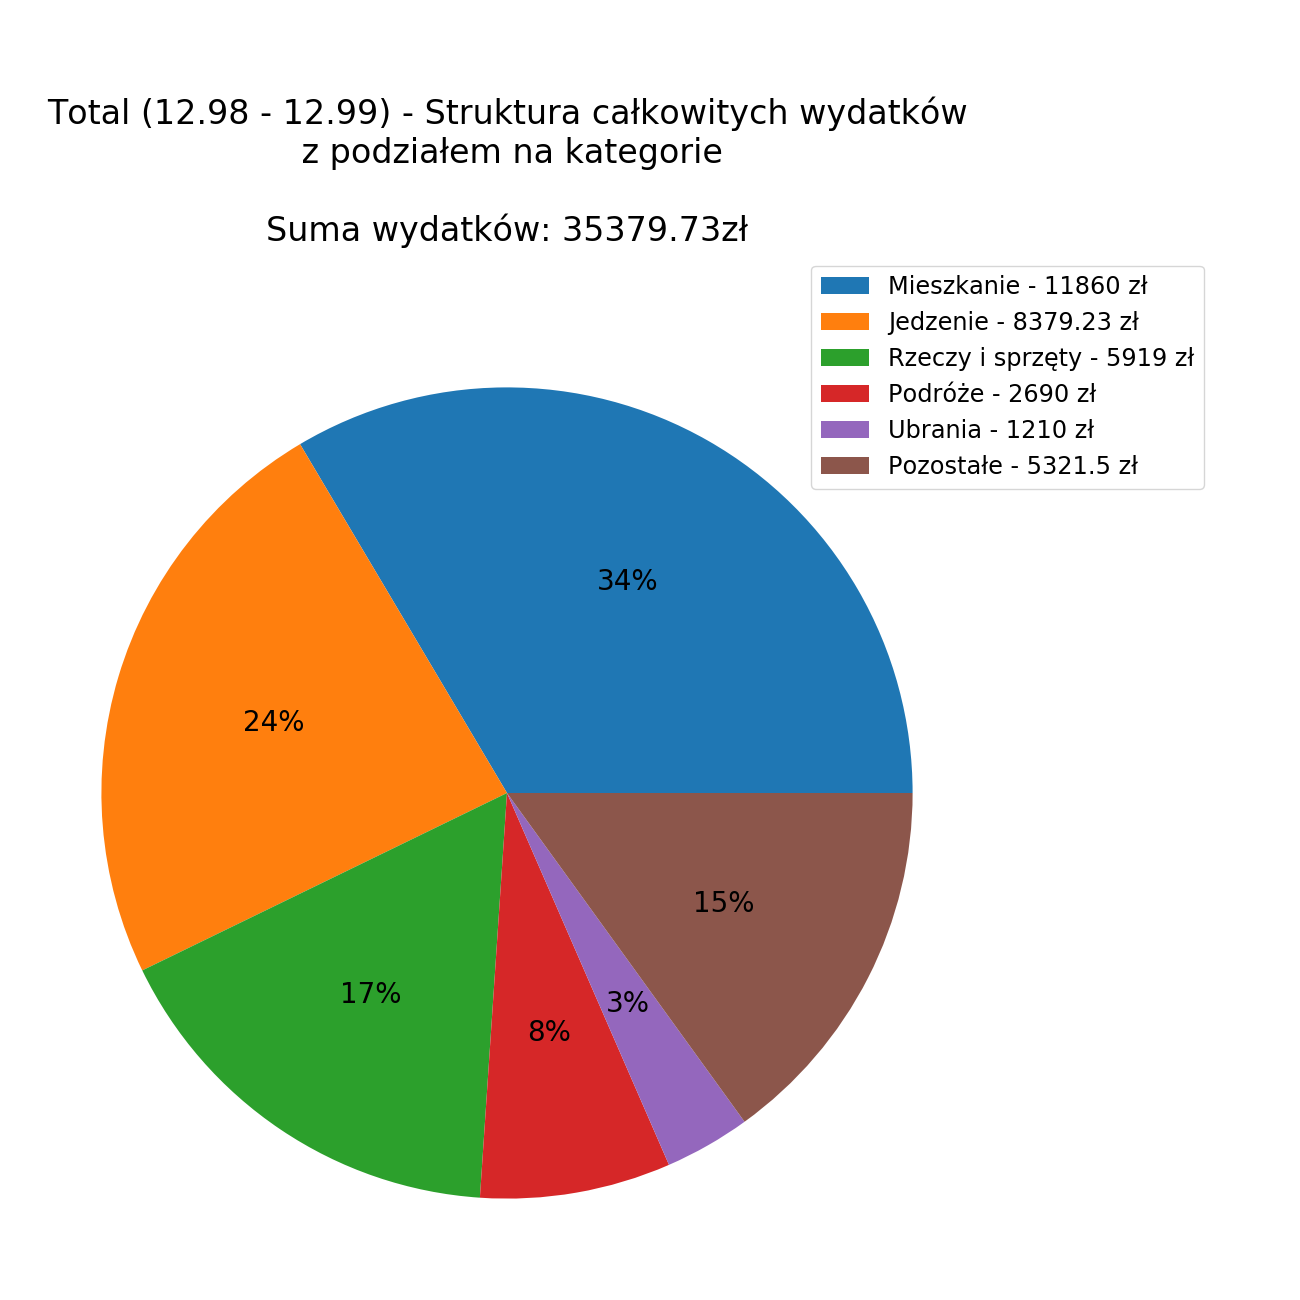 Total (12.98 - 12.99) - Struktura całkowitych wydatków
z podziałem na kategorie
Suma wydatków: 35379.73zł
Mieszkanie - 11860 zł
Jedzenie - 8379.23 zł
Rzeczy i sprzęty - 5919 zł
Podróże - 2690 zł
Ubrania - 1210 zł
Pozostałe - 5321.5 zł
34%
24%
15%
17%
3%
8%